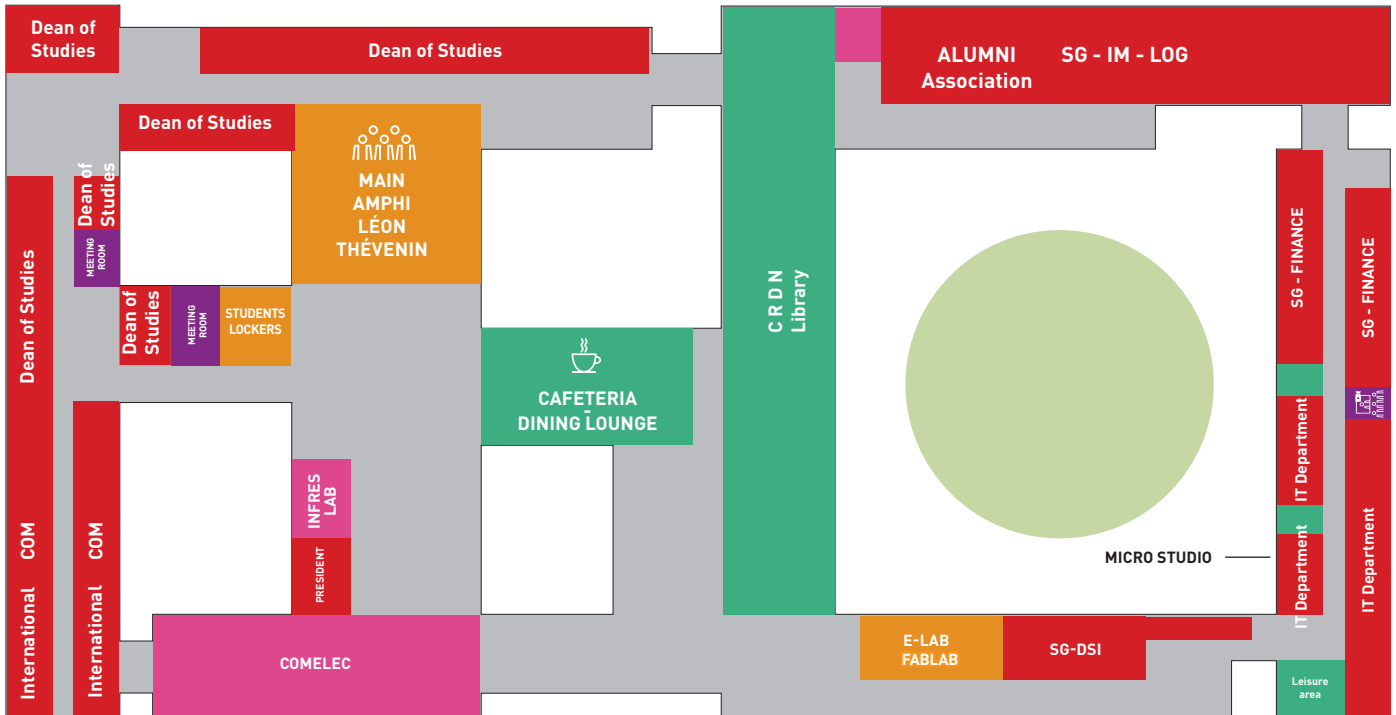 Dean of
Studies
Dean of Studies
ALUMNI
Association
SG - IM - LOG
Dean of Studies
MAIN
AMPHI
LÉON
THÉVENIN
Dean of
Studies
MEETING
ROOM
Dean of Studies
Dean of
Studies
MEETING
ROOM
STUDENTS
LOCKERS
CAFETERIA
-
DINING LOUNGE
C R D N
Library
SG - FINANCE
SG - FINANCE
IT Department
IT Department
IT Department
MICRO STUDIO
INFRES
LAB
PRESIDENT
International COM
International COM
COMELEC
E-LAB
FABLAB
SG-DSI
Leisure
area